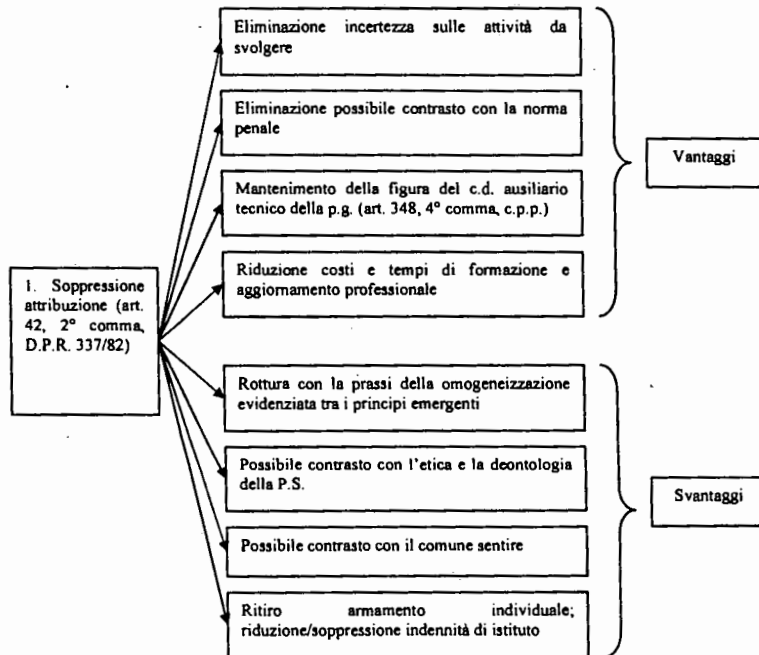 Eliminazione incertezza sulle attività da
svolgere
Eliminazione possibile contrasto con la norma
penale
Mantenimento della figura del c.d. ausiliario
tecnico della p.g. (art. 348, 4° comma, c.p.p.)
Riduzione costi e tempi di formazione e
aggiornamento professionale
Vantaggi
1. Soppressione
attribuzione (art.
42, 2° comma,
D.P.R. 337/82)
Rottura con la prassi della omogeneizzazione
evidenziata tra i principi emergenti
Possibile contrasto con l'etica e la deontologia
della P.S.
Possibile contrasto con il comune sentire
Ritiro armamento individuale;
riduzione/soppressione indennità di istituto
Svantaggi